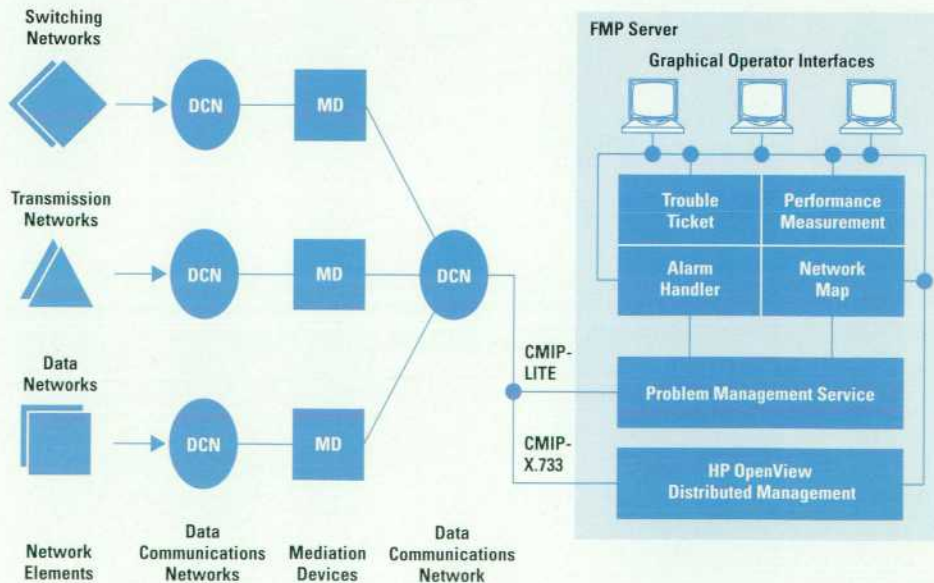 Switching
Networks
DCN
MD
Transmission
Networks
DCN
MD
DCN
Data
Networks
DCN
MD
CMIP-
LITE
CMIP-
X.733
Network
Elements
Data
Communications
Networks
Mediation
Devices
Data
Communications
Network
FMP Server
Graphical Operator Interfaces
Trouble
Ticket
Performance
Measurement
Alarm
Handler
Network
Map
Problem Management Service
HP OpenView
Distributed Management